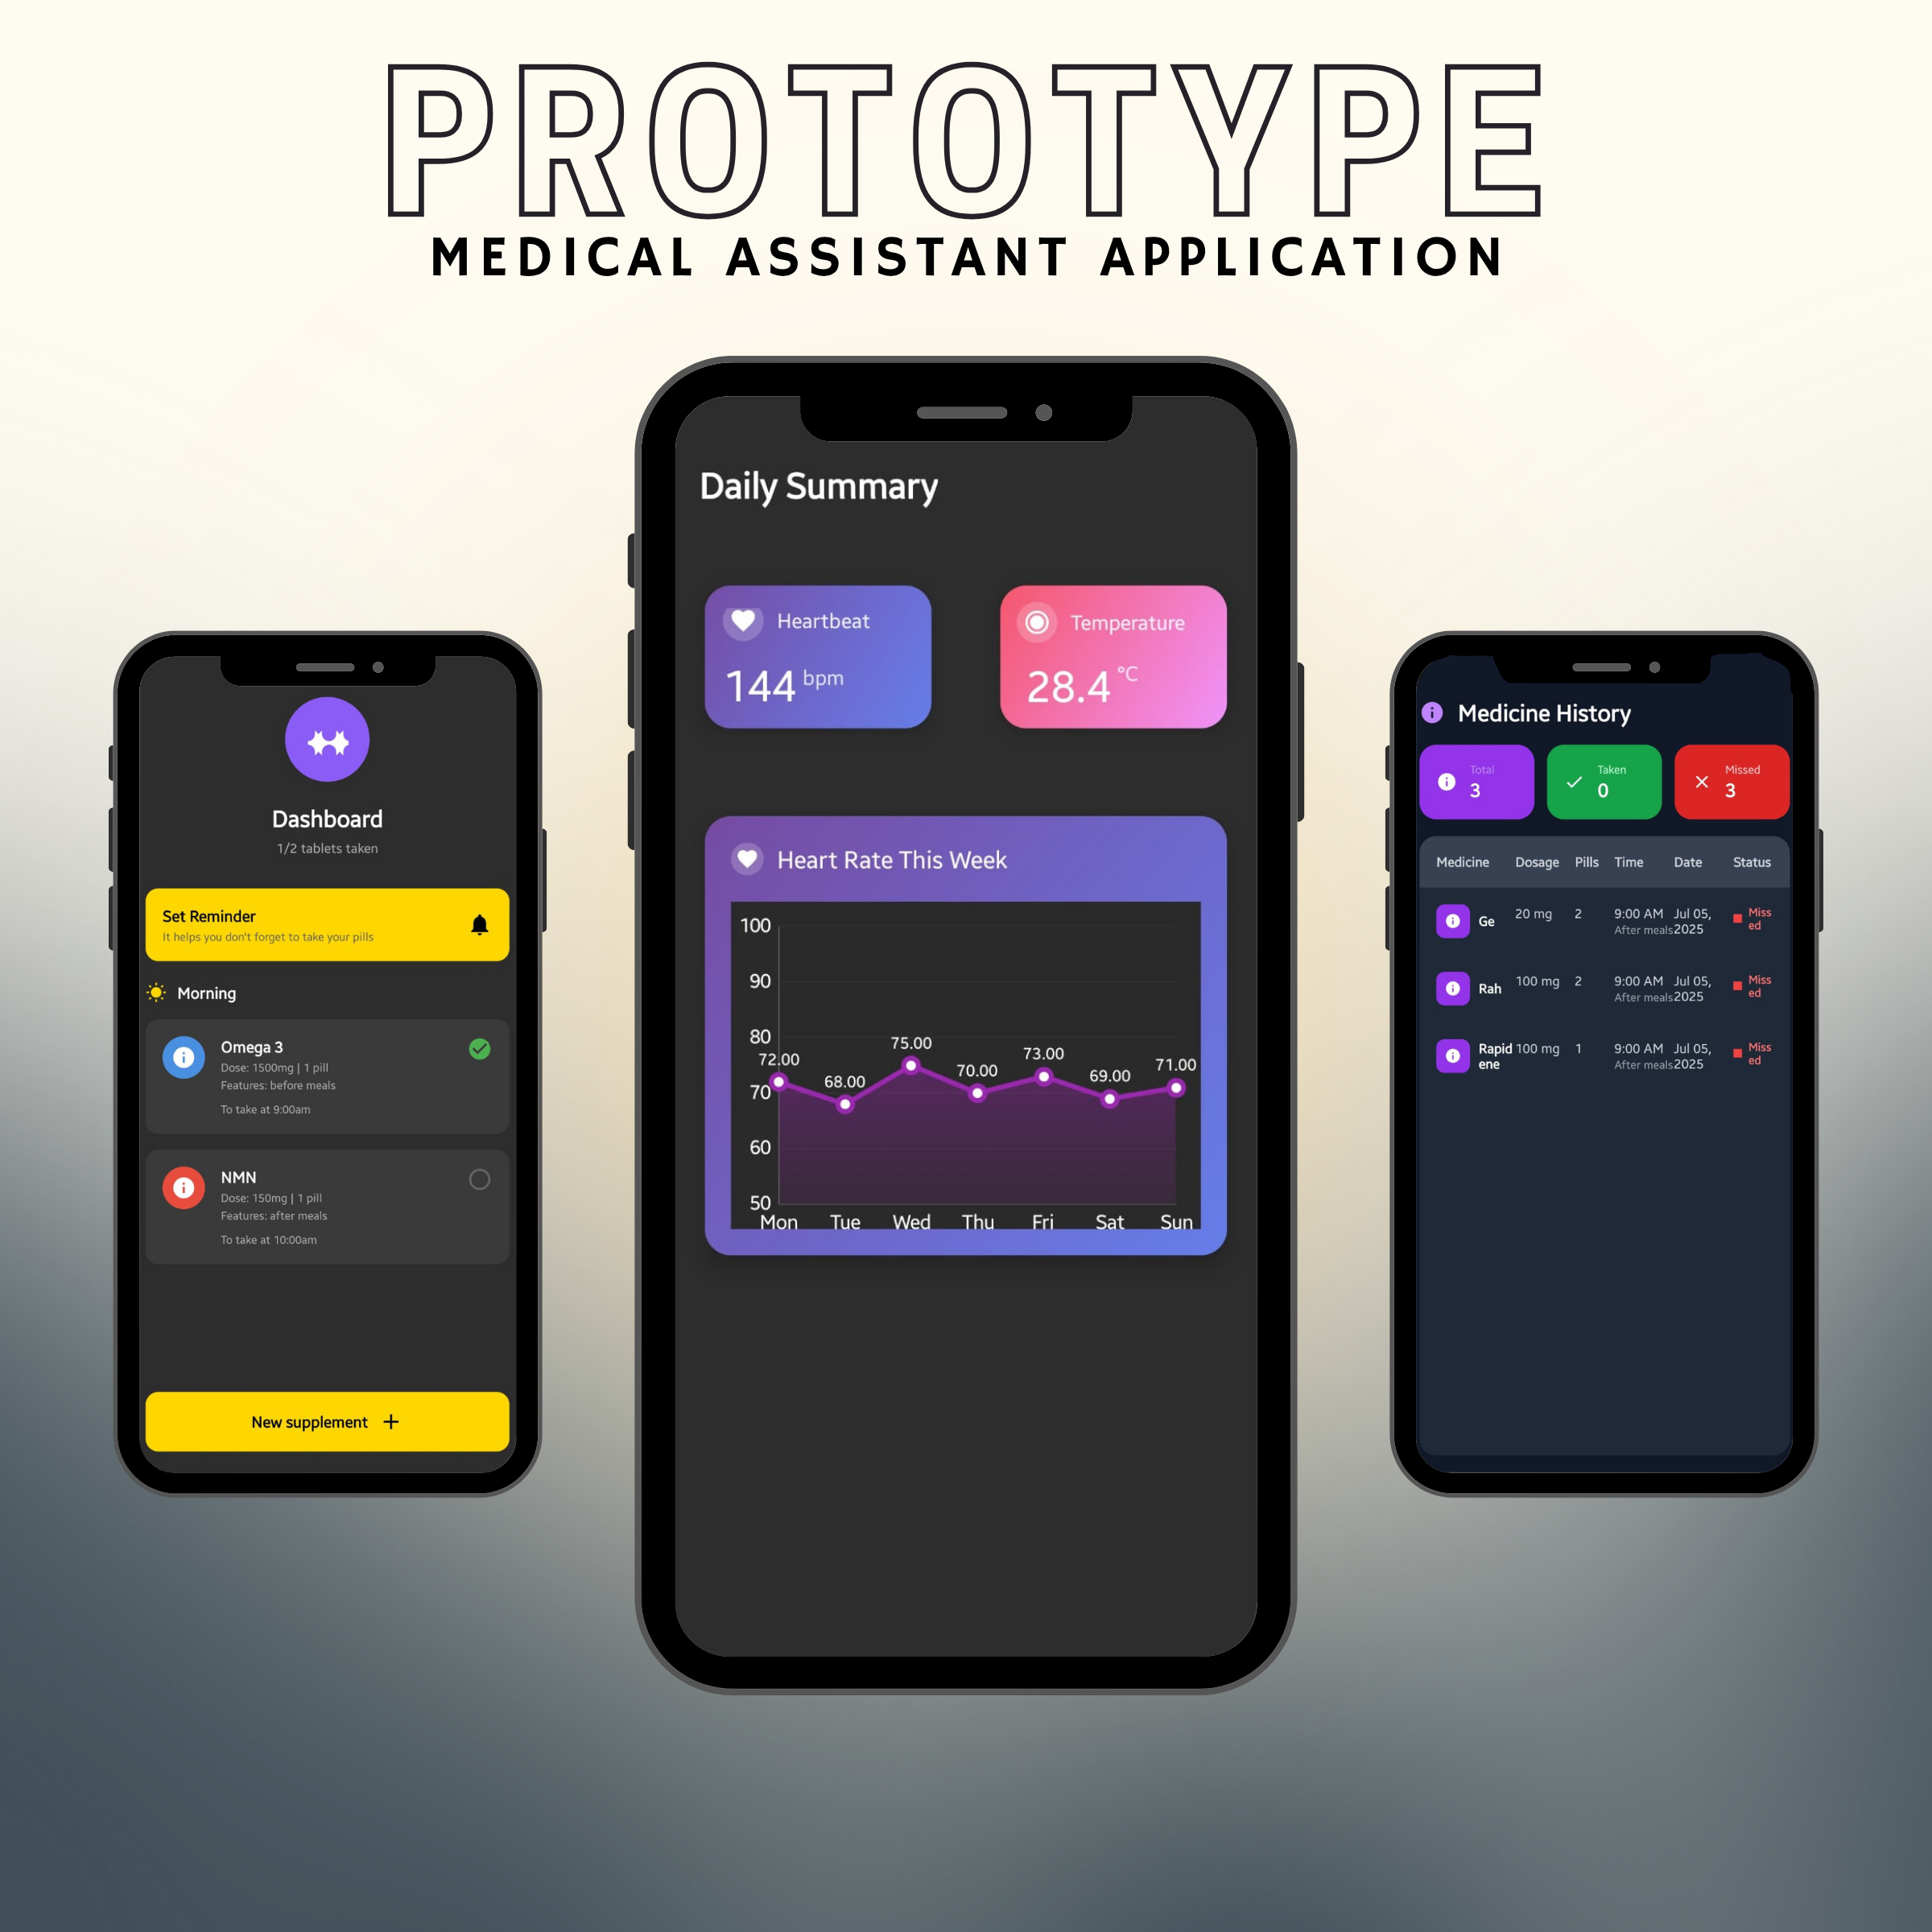 PROTOTYPE
MEDICAL ASSISTANT APPLICATION
Dashboard
1/2 tablets taken
Set Reminder
It helps you don't forget to take your pills
Morning
Omega 3
Dose: 1500mg | 1 pill
Features: before meals
To take at 9:00am
NMN
Dose: 150mg | 1 pill
Features: after meals
To take at 10:00am
New supplement +
Daily Summary
Heartbeat
144 bpm
Temperature
28.4 °C
Heart Rate This Week
100
90
80
70
60
50
72.00
68.00
75.00
70.00
73.00
69.00
71.00
Mon Tue Wed Thu Fri Sat Sun
Medicine History
Total
3
Taken
0
Missed
3
Medicine Dosage Pills Time Date Status
Ge 20 mg 2 9:00 AM Jul 05, Miss
After meals 2025 ed
Rah 100 mg 2 9:00 AM Jul 05, Miss
After meals 2025 ed
Rapid 100 mg 1 9:00 AM Jul 05, Miss
ene After meals 2025 ed